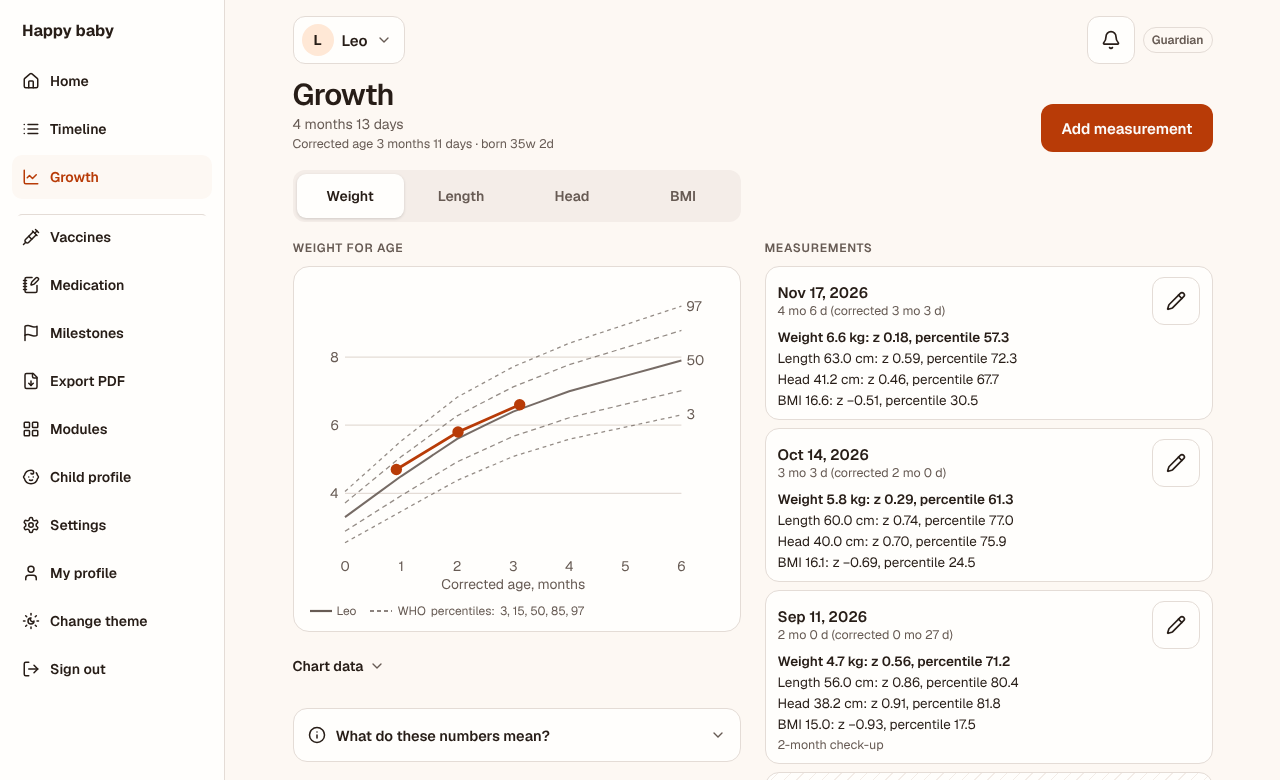 Happy baby
Home
Timeline
Growth
Vaccines
Medication
Milestones
Export PDF
Modules
Child profile
Settings
My profile
Change theme
Sign out
L Leo
Guardian
Growth
4 months 13 days
Corrected age 3 months 11 days · born 35w 2d
Add measurement
Weight Length Head BMI
WEIGHT FOR AGE
97
8
50
6
3
4
0 1 2 3 4 5 6
Corrected age, months
Leo WHO percentiles: 3, 15, 50, 85, 97
Chart data
What do these numbers mean?
MEASUREMENTS
Nov 17, 2026
4 mo 6 d (corrected 3 mo 3 d)
Weight 6.6 kg: z 0.18, percentile 57.3
Length 63.0 cm: z 0.59, percentile 72.3
Head 41.2 cm: z 0.46, percentile 67.7
BMI 16.6: z −0.51, percentile 30.5
Oct 14, 2026
3 mo 3 d (corrected 2 mo 0 d)
Weight 5.8 kg: z 0.29, percentile 61.3
Length 60.0 cm: z 0.74, percentile 77.0
Head 40.0 cm: z 0.70, percentile 75.9
BMI 16.1: z −0.69, percentile 24.5
Sep 11, 2026
2 mo 0 d (corrected 0 mo 27 d)
Weight 4.7 kg: z 0.56, percentile 71.2
Length 56.0 cm: z 0.86, percentile 80.4
Head 38.2 cm: z 0.91, percentile 81.8
BMI 15.0: z −0.93, percentile 17.5
2-month check-up